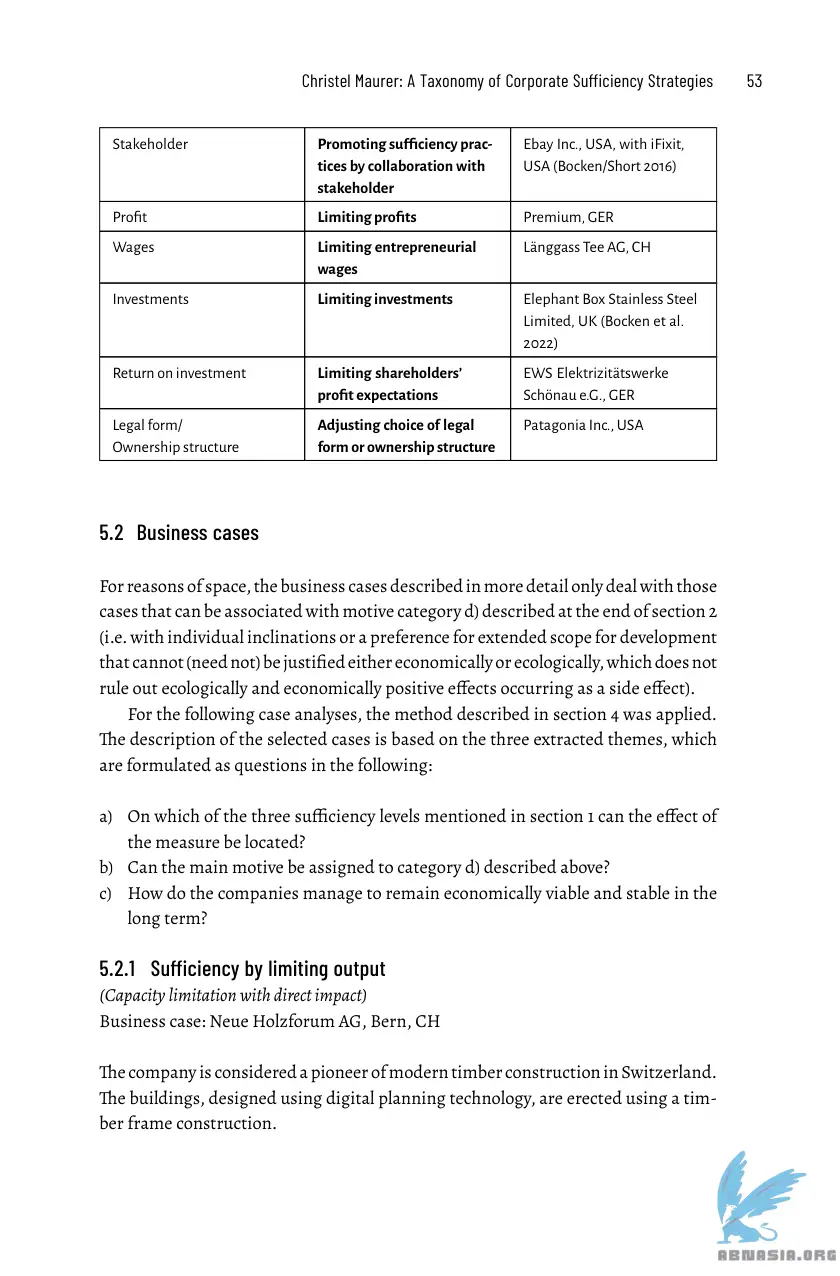 Christel Maurer: A Taxonomy of Corporate Sufficiency Strategies 53
Stakeholder
Promoting sufficiency prac-
tices by collaboration with
stakeholder
Ebay Inc., USA, with iFixit,
USA (Bocken/Short 2016)
Profit
Limiting profits
Premium, GER
Wages
Limiting entrepreneurial
wages
Länggass Tee AG, CH
Investments
Limiting investments
Elephant Box Stainless Steel
Limited, UK (Bocken et al.
2022)
Return on investment
Limiting shareholders’
profit expectations
EWS Elektrizitätswerke
Schönau e.G., GER
Legal form/
Ownership structure
Adjusting choice of legal
form or ownership structure
Patagonia Inc., USA
5.2 Business cases
For reasons of space, the business cases described in more detail only deal with those
cases that can be associated with motive category d) described at the end of section 2
(i.e. with individual inclinations or a preference for extended scope for development
that cannot (need not) be justified either economically or ecologically, which does not
rule out ecologically and economically positive effects occurring as a side effect).
For the following case analyses, the method described in section 4 was applied.
The description of the selected cases is based on the three extracted themes, which
are formulated as questions in the following:
a) On which of the three sufficiency levels mentioned in section 1 can the effect of
the measure be located?
b) Can the main motive be assigned to category d) described above?
c) How do the companies manage to remain economically viable and stable in the
long term?
5.2.1 Sufficiency by limiting output
(Capacity limitation with direct impact)
Business case: Neue Holzforum AG, Bern, CH
The company is considered a pioneer of modern timber construction in Switzerland.
The buildings, designed using digital planning technology, are erected using a tim-
ber frame construction.
ABNASIA.ORG